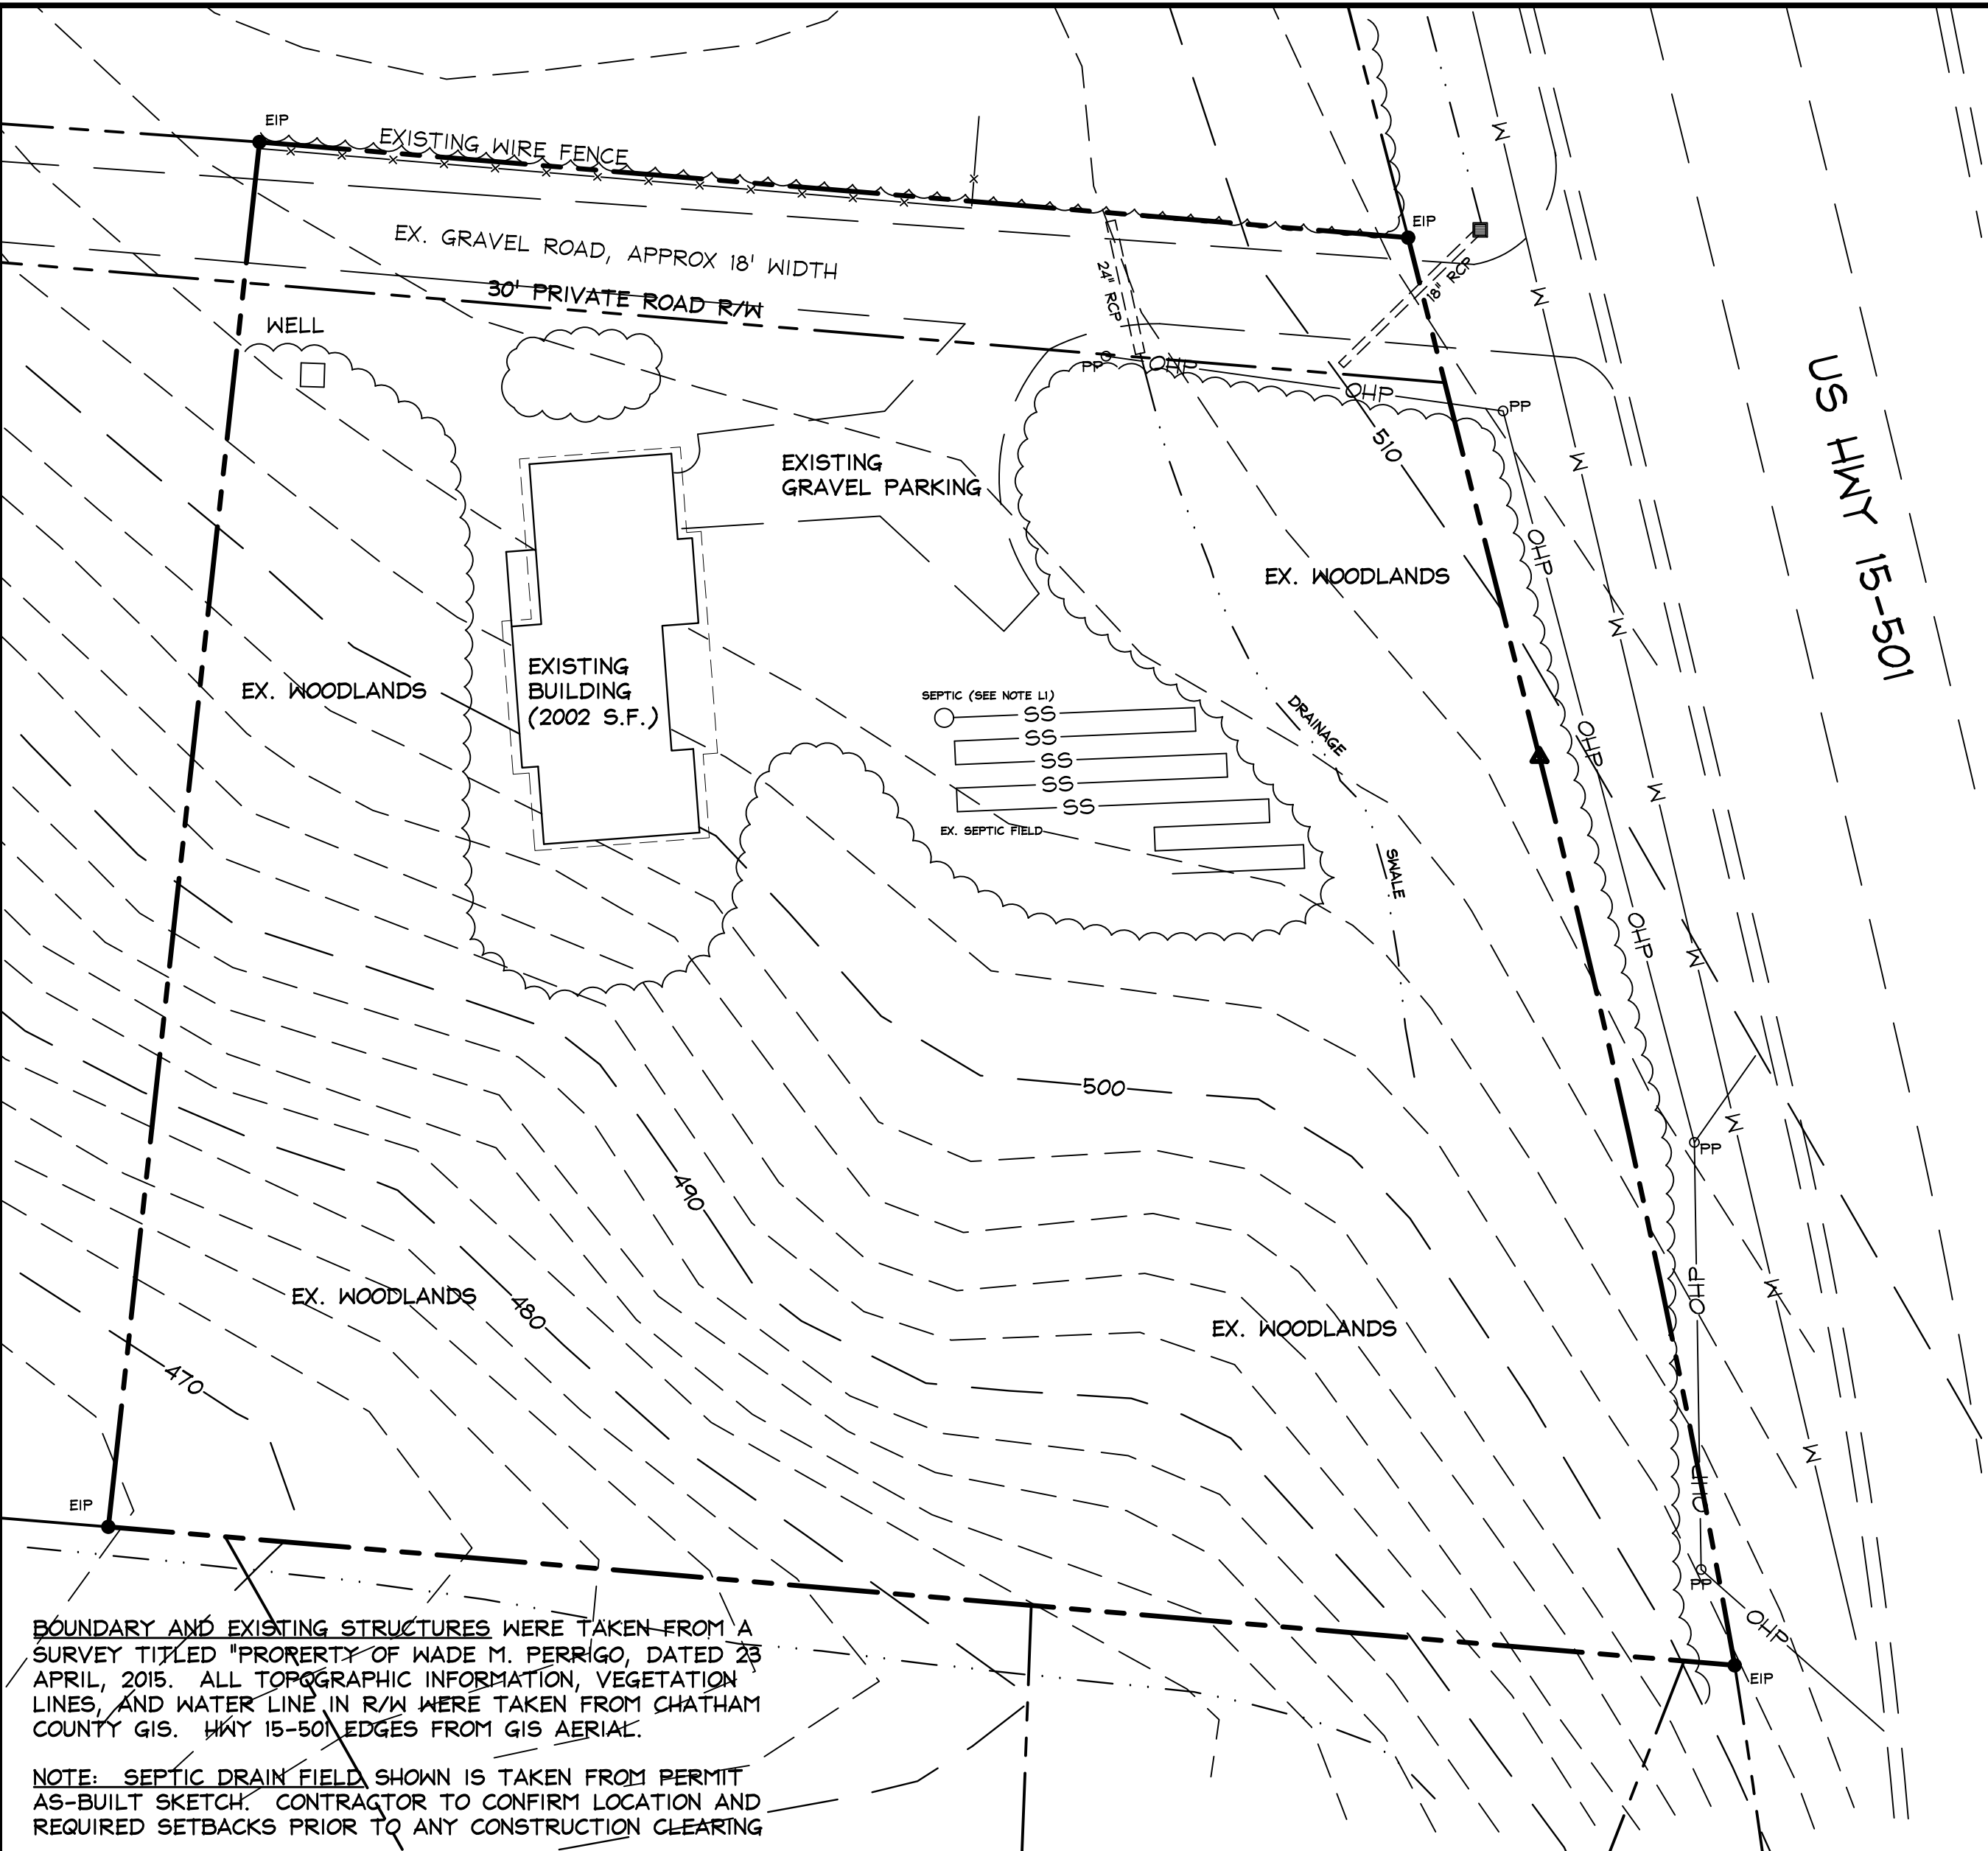 EIP
EXISTING WIRE FENCE
EIP
EX. GRAVEL ROAD, APPROX 18' WIDTH
24" RCP
18" RCP
30' PRIVATE ROAD R/W
WELL
PP
OHP
OHP
PP
510
US HWY 15-501
W
W
W
W
W
W
W
W
W
EXISTING
GRAVEL PARKING
OHP
EX. WOODLANDS
EXISTING
BUILDING
(2002 S.F.)
EX. WOODLANDS
SEPTIC (SEE NOTE L1)
SS
SS
SS
SS
SS
EX. SEPTIC FIELD
DRAINAGE
SWALE
OHP
OHP
500
PP
490
OHP
EX. WOODLANDS
480
EX. WOODLANDS
470
OHP
EIP
PP
OHP
EIP
BOUNDARY AND EXISTING STRUCTURES WERE TAKEN FROM A
SURVEY TITLED "PROPERTY OF WADE M. PERRIGO, DATED 23
APRIL, 2015. ALL TOPOGRAPHIC INFORMATION, VEGETATION
LINES, AND WATER LINE IN R/W WERE TAKEN FROM CHATHAM
COUNTY GIS. HWY 15-501 EDGES FROM GIS AERIAL.
NOTE: SEPTIC DRAIN FIELD SHOWN IS TAKEN FROM PERMIT
AS-BUILT SKETCH. CONTRACTOR TO CONFIRM LOCATION AND
REQUIRED SETBACKS PRIOR TO ANY CONSTRUCTION CLEARING